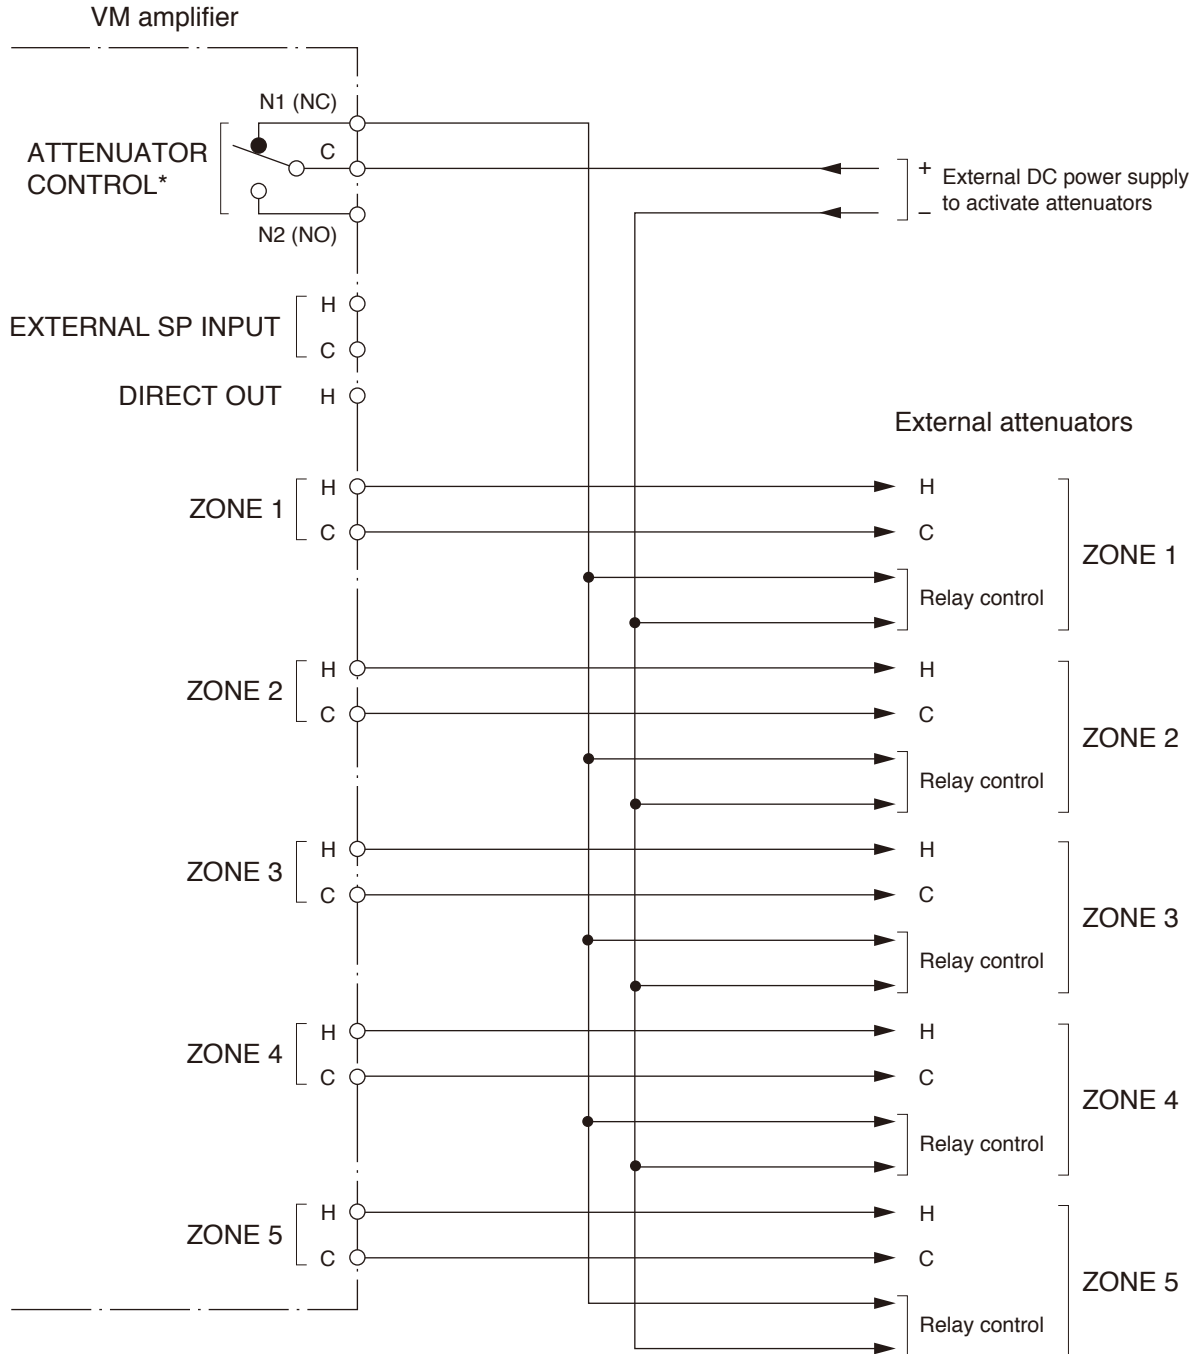 VM amplifier
N1 (NC)
ATTENUATOR
CONTROL*
C
N2 (NO)
+
External DC power supply
to activate attenuators
–
EXTERNAL SP INPUT
H
C
DIRECT OUT
H
External attenuators
ZONE 1
H
C
H
C
Relay control
ZONE 1
ZONE 2
H
C
H
C
Relay control
ZONE 2
ZONE 3
H
C
H
C
Relay control
ZONE 3
ZONE 4
H
C
H
C
Relay control
ZONE 4
ZONE 5
H
C
H
C
Relay control
ZONE 5